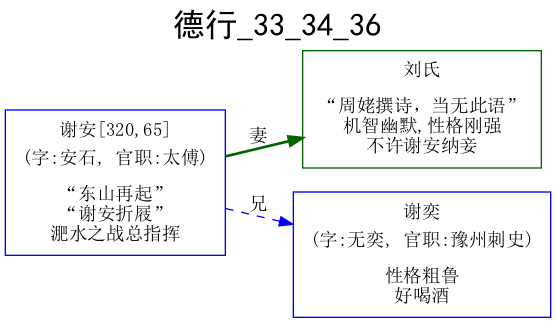 德行_33_34_36
谢安[320,65]
(字:安石, 官职:太傅)
“东山再起”
“谢安折屐”
淝水之战总指挥
妻
刘氏
“周姥撰诗，当无此语”
机智幽默,性格刚强
不许谢安纳妾
兄
谢奕
(字:无奕, 官职:豫州刺史)
性格粗鲁
好喝酒